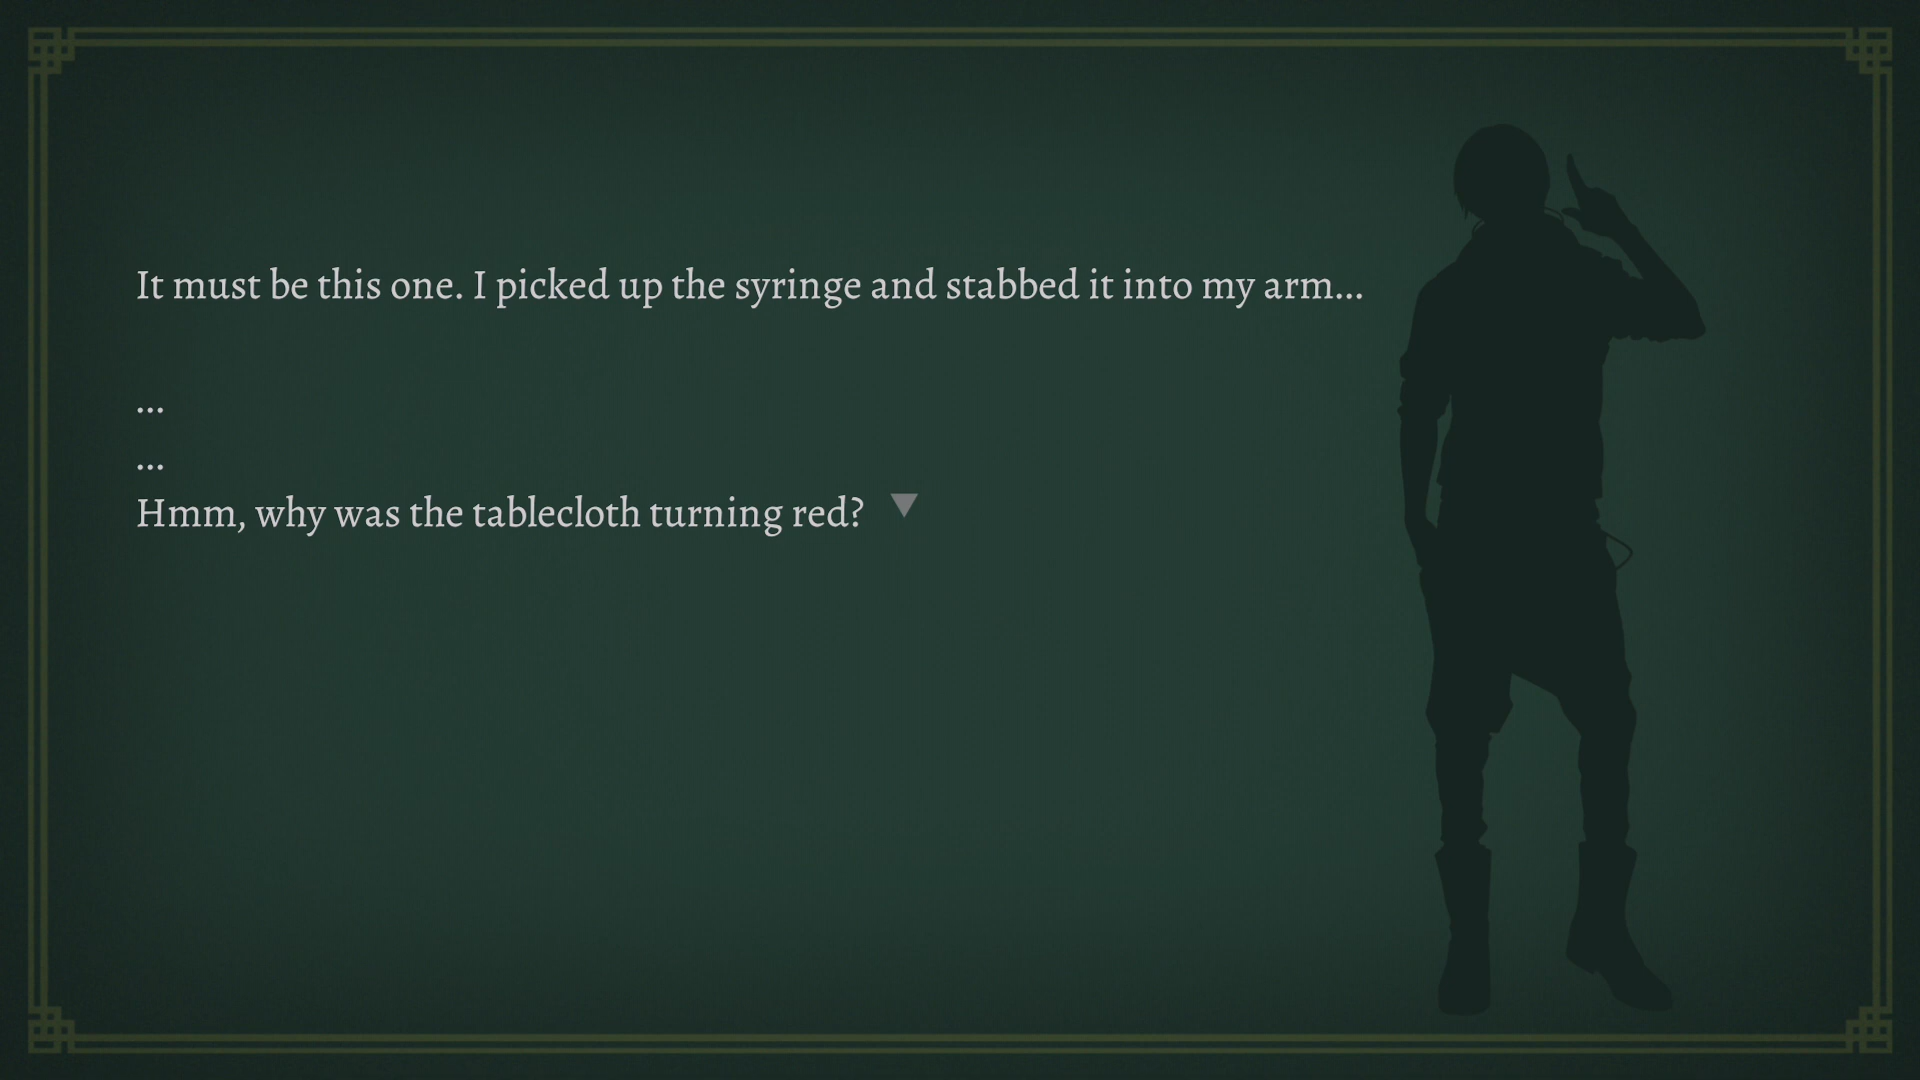 It must be this one. I picked up the syringe and stabbed it into my arm...
...
...
Hmm, why was the tablecloth turning red?